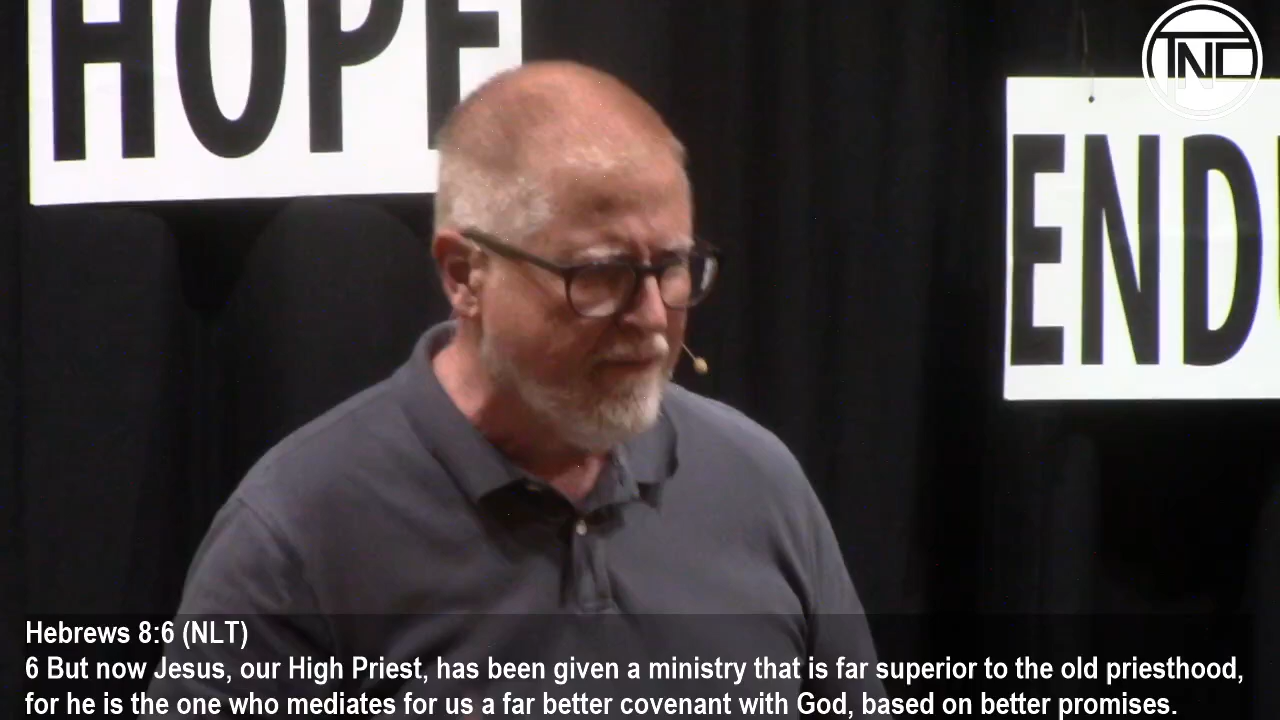 HOPE
TNC
END
Hebrews 8:6 (NLT)
6 But now Jesus, our High Priest, has been given a ministry that is far superior to the old priesthood,
for he is the one who mediates for us a far better covenant with God, based on better promises.